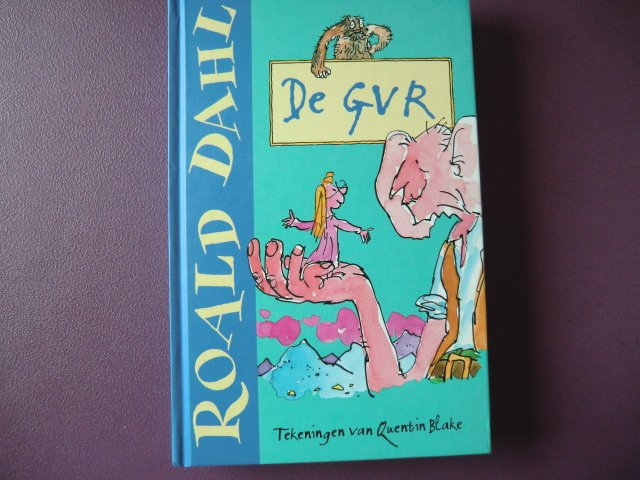 ROALD DAHL
De GVR
Tekeningen van Quentin Blake